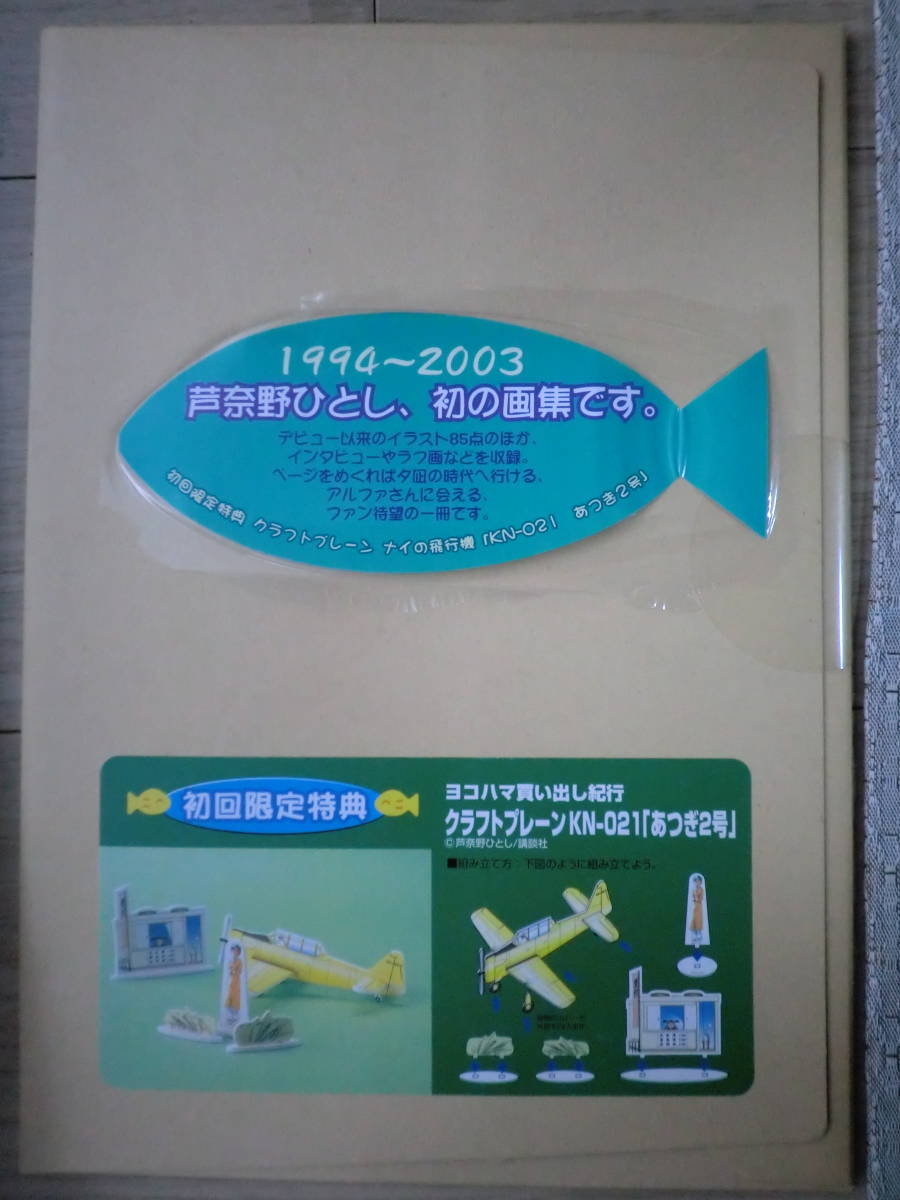 1994～2003
芦奈野ひとし、初の画集です。
デビュー以来のイラスト85点のほか、
インタビューやラフ画などを収録。
ページをめくれば夕凪の時代へ行ける、
アルファさんに会える、
ファン待望の一冊です。
初回限定特典 クラフトプレーン ナイの飛行機「KN-021 あつぎ2号」
初回限定特典
ヨコハマ買い出し紀行
クラフトプレーンKN-021「あつぎ2号」
©芦奈野ひとし/講談社
■組み立て方：下図のように組み立てよう。